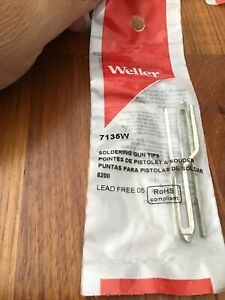 Weller
7135W
SOLDERING GUN TIPS
POINTES DE PISTOLET A SOUDER
PUNTAS PARA PISTOLAS DE SOLDAR
8200
LEAD FREE 05
RoHS
compliant